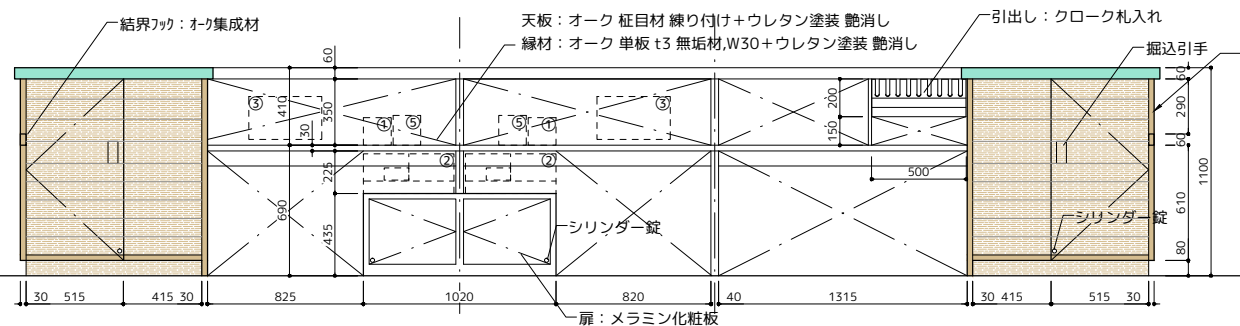 結界ﾌｯｸ：ｵｰｸ集成材
天板：オーク 柾目材 練り付け＋ウレタン塗装 艶消し
縁材：オーク 単板 t3 無垢材,W30＋ウレタン塗装 艶消し
引出し：クローク札入れ
掘込引手
60
410
350
30
225
690
435
③
④
⑤
⑤
①
③
②
②
200
150
500
60
290
60
610
80
1100
シリンダー錠
シリンダー錠
30 515 415 30 825 1020 820 40 1315 30 415 515 30
扉：メラミン化粧板